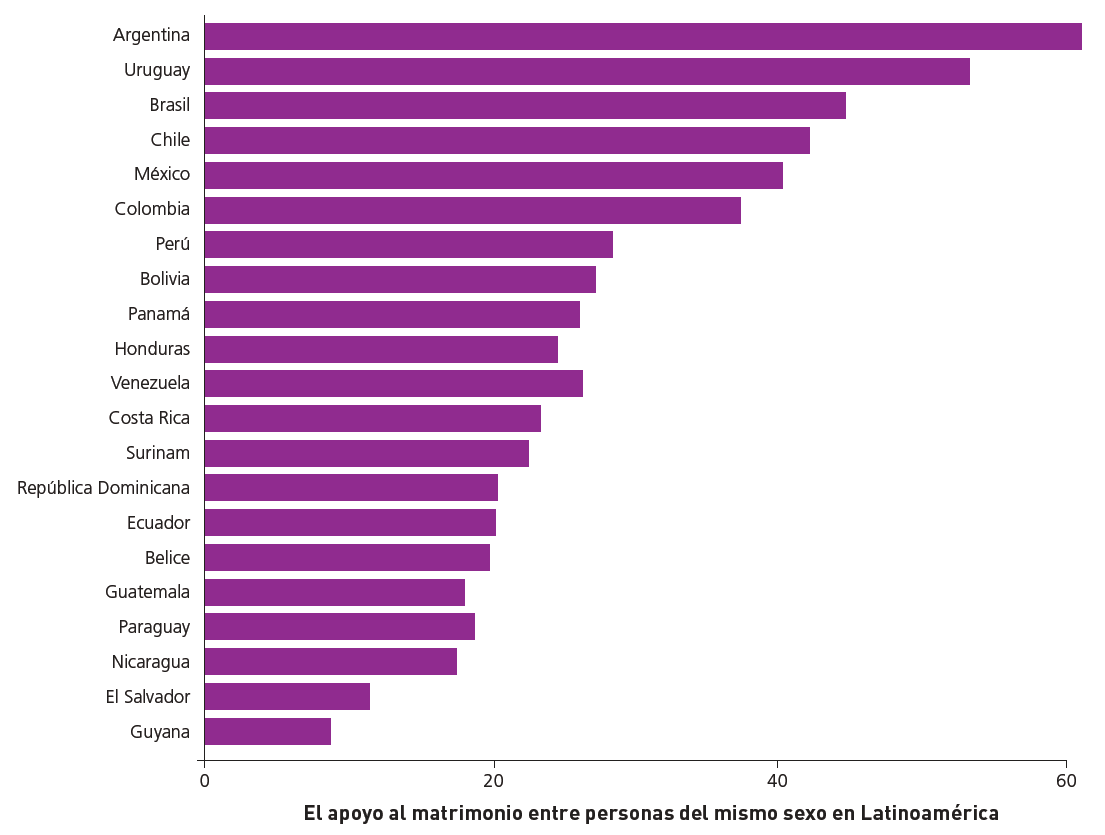 Argentina
Uruguay
Brasil
Chile
México
Colombia
Perú
Bolivia
Panamá
Honduras
Venezuela
Costa Rica
Surinam
República Dominicana
Ecuador
Belice
Guatemala
Paraguay
Nicaragua
El Salvador
Guyana
0 20 40 60
El apoyo al matrimonio entre personas del mismo sexo en Latinoamérica